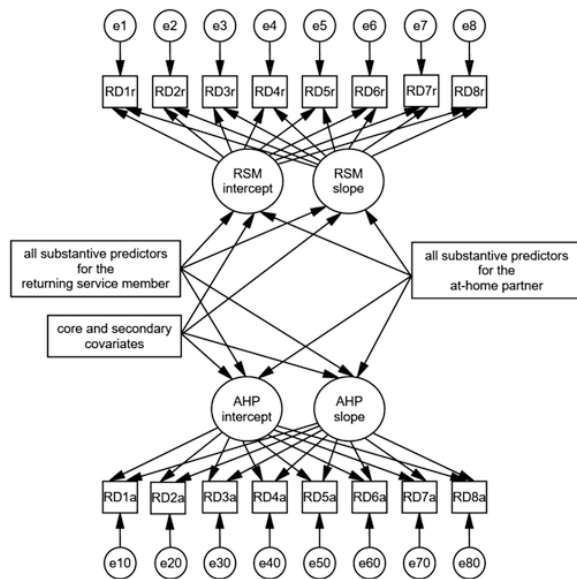 e1 e2 e3 e4 e5 e6 e7 e8
RD1r RD2r RD3r RD4r RD5r RD6r RD7r RD8r
RSM
intercept
RSM
slope
all substantive predictors
for the
returning service member
all substantive predictors
for the
at-home partner
core and secondary
covariates
AHP
intercept
AHP
slope
RD1a RD2a RD3a RD4a RD5a RD6a RD7a RD8a
e10 e20 e30 e40 e50 e60 e70 e80